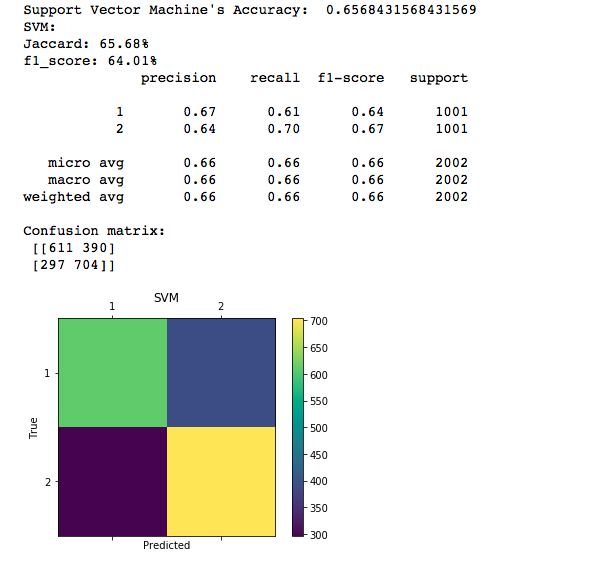 Support Vector Machine's Accuracy:  0.6568431568431569
SVM:
Jaccard: 65.68%
f1_score: 64.01%
              precision    recall  f1-score   support

           1       0.67      0.61      0.64      1001
           2       0.64      0.70      0.67      1001

   micro avg       0.66      0.66      0.66      2002
   macro avg       0.66      0.66      0.66      2002
weighted avg       0.66      0.66      0.66      2002

Confusion matrix:
 [[611 390]
 [297 704]]
SVM
1 2
700
650
600
550
500
450
400
350
300
1
2
True
Predicted